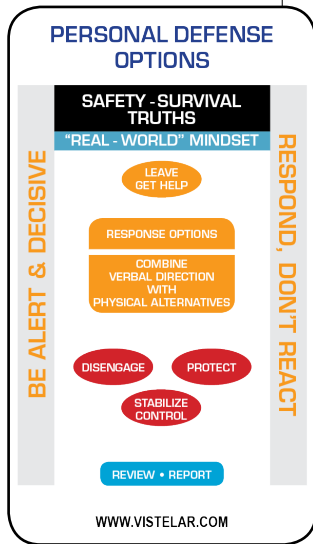 PERSONAL DEFENSE
OPTIONS
SAFETY - SURVIVAL
TRUTHS
"REAL - WORLD" MINDSET
BE ALERT & DECISIVE
RESPOND, DON'T REACT
LEAVE
GET HELP
RESPONSE OPTIONS
COMBINE
VERBAL DIRECTION
WITH
PHYSICAL ALTERNATIVES
DISENGAGE
PROTECT
STABILIZE
CONTROL
REVIEW • REPORT
WWW.VISTELAR.COM